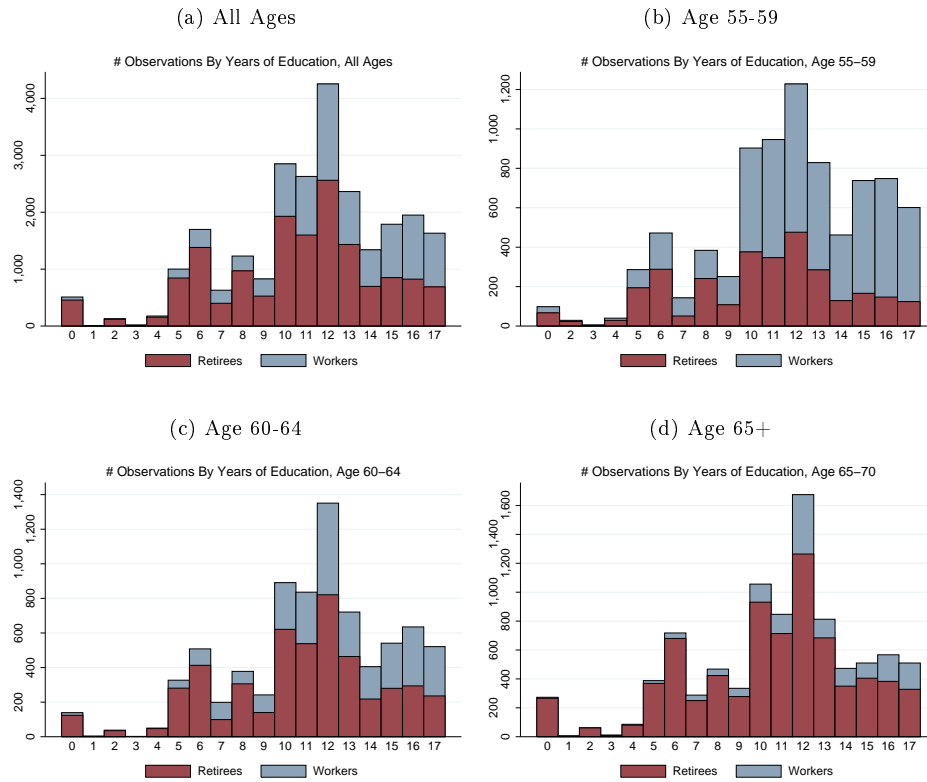 (a) All Ages
# Observations By Years of Education, All Ages
0 1,000 2,000 3,000 4,000
0 1 2 3 4 5 6 7 8 9 10 11 12 13 14 15 16 17
Retirees Workers
(b) Age 55-59
# Observations By Years of Education, Age 55−59
0 200 400 600 800 1,000 1,200
0 1 2 3 4 5 6 7 8 9 10 11 12 13 14 15 16 17
Retirees Workers
(c) Age 60-64
# Observations By Years of Education, Age 60−64
0 200 400 600 800 1,000 1,200 1,400
0 1 2 3 4 5 6 7 8 9 10 11 12 13 14 15 16 17
Retirees Workers
(d) Age 65+
# Observations By Years of Education, Age 65−70
0 200 400 600 800 1,000 1,200 1,400 1,600
0 1 2 3 4 5 6 7 8 9 10 11 12 13 14 15 16 17
Retirees Workers